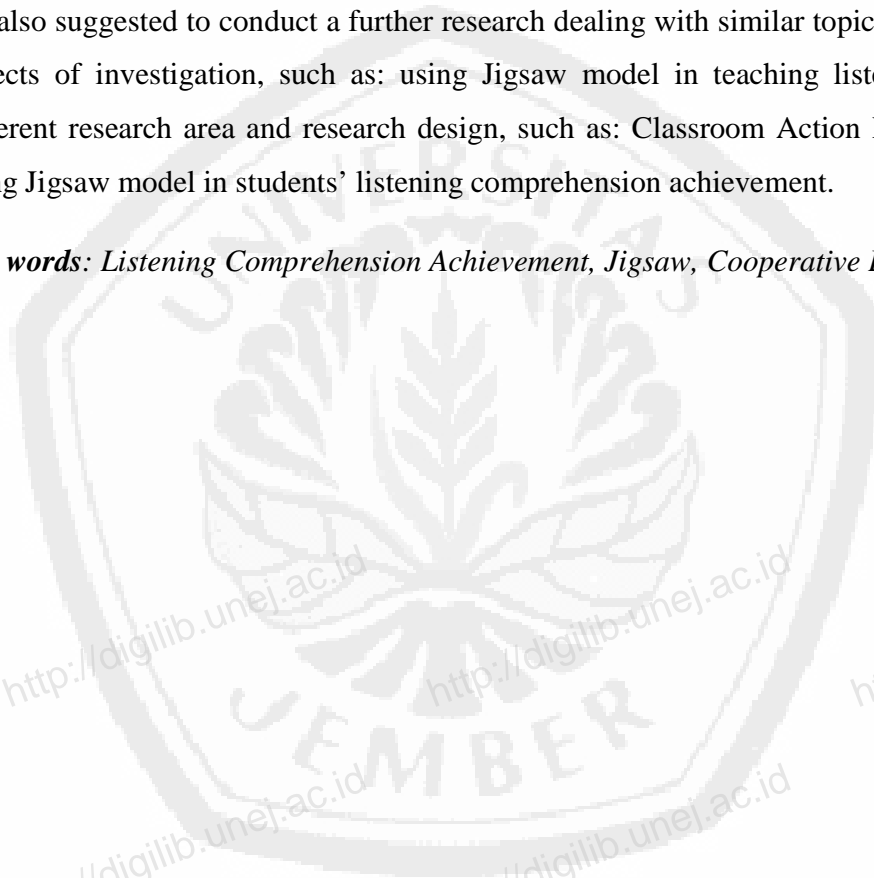 also suggested to conduct a further research dealing with similar topic
ects of investigation, such as: using Jigsaw model in teaching liste
erent research area and research design, such as: Classroom Action
ng Jigsaw model in students' listening comprehension achievement.
words: Listening Comprehension Achievement, Jigsaw, Cooperative
UNIVERSITAS
http://digilib.unej.ac.id
http://digilib.unej.ac.id
JEMBER
//digilib.unej.ac.id
//digilib.unej.ac.id